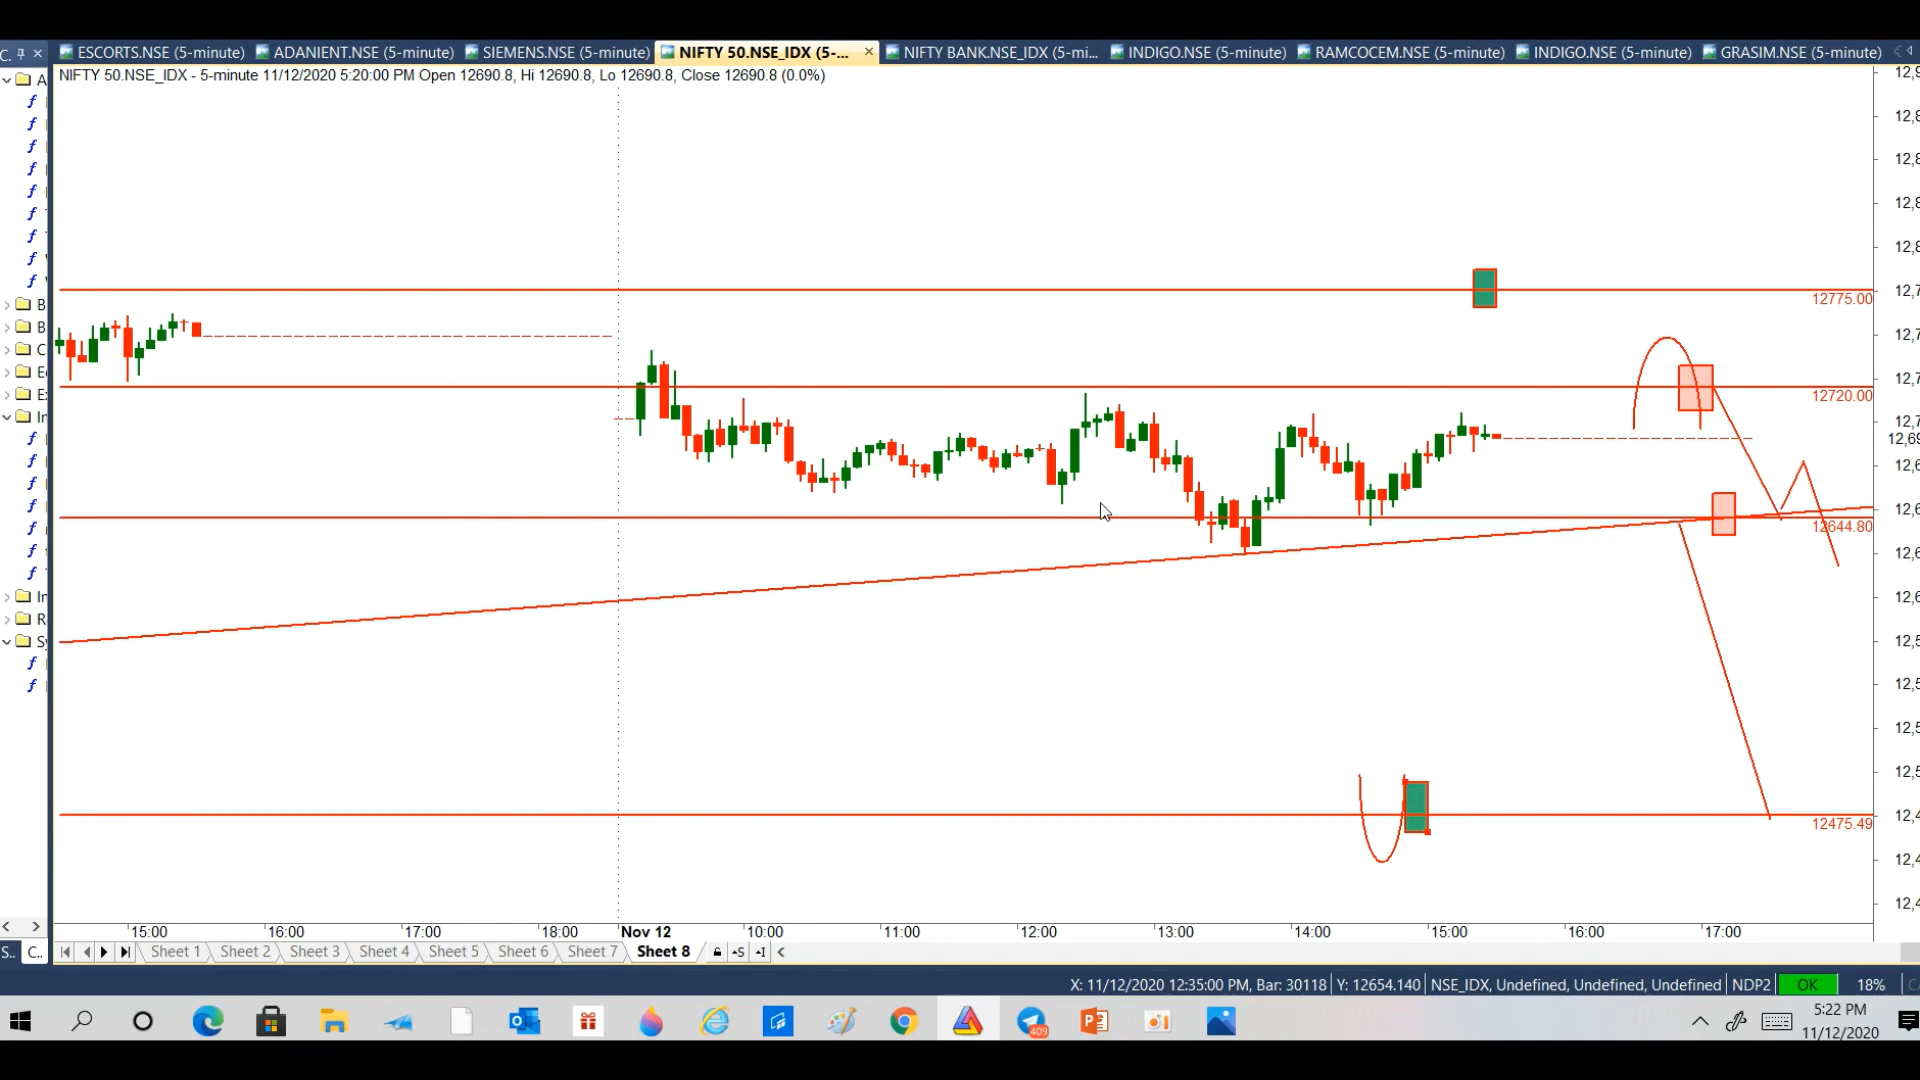 C.
ESCORTS.NSE (5-minute) ADANIENT.NSE (5-minute) SIEMENS.NSE (5-minute) NIFTY 50.NSE_IDX (5-... NIFTY BANK.NSE_IDX (5-mi... INDIGO.NSE (5-minute) RAMCOCEM.NSE (5-minute) INDIGO.NSE (5-minute) GRASIM.NSE (5-minute)
NIFTY 50.NSE_IDX - 5-minute 11/12/2020 5:20:00 PM Open 12690.8, Hi 12690.8, Lo 12690.8, Close 12690.8 (0.0%)
12775.00
12720.00
12644.80
12475.49
15:00 16:00 17:00 18:00 Nov 12 10:00 11:00 12:00 13:00 14:00 15:00 16:00 17:00
S.. C.. Sheet 1 Sheet 2 Sheet 3 Sheet 4 Sheet 5 Sheet 6 Sheet 7 Sheet 8
X: 11/12/2020 12:35:00 PM, Bar: 30118 Y: 12654.140 NSE_IDX, Undefined, Undefined, Undefined NDP2 OK 18%
409
5:22 PM
11/12/2020